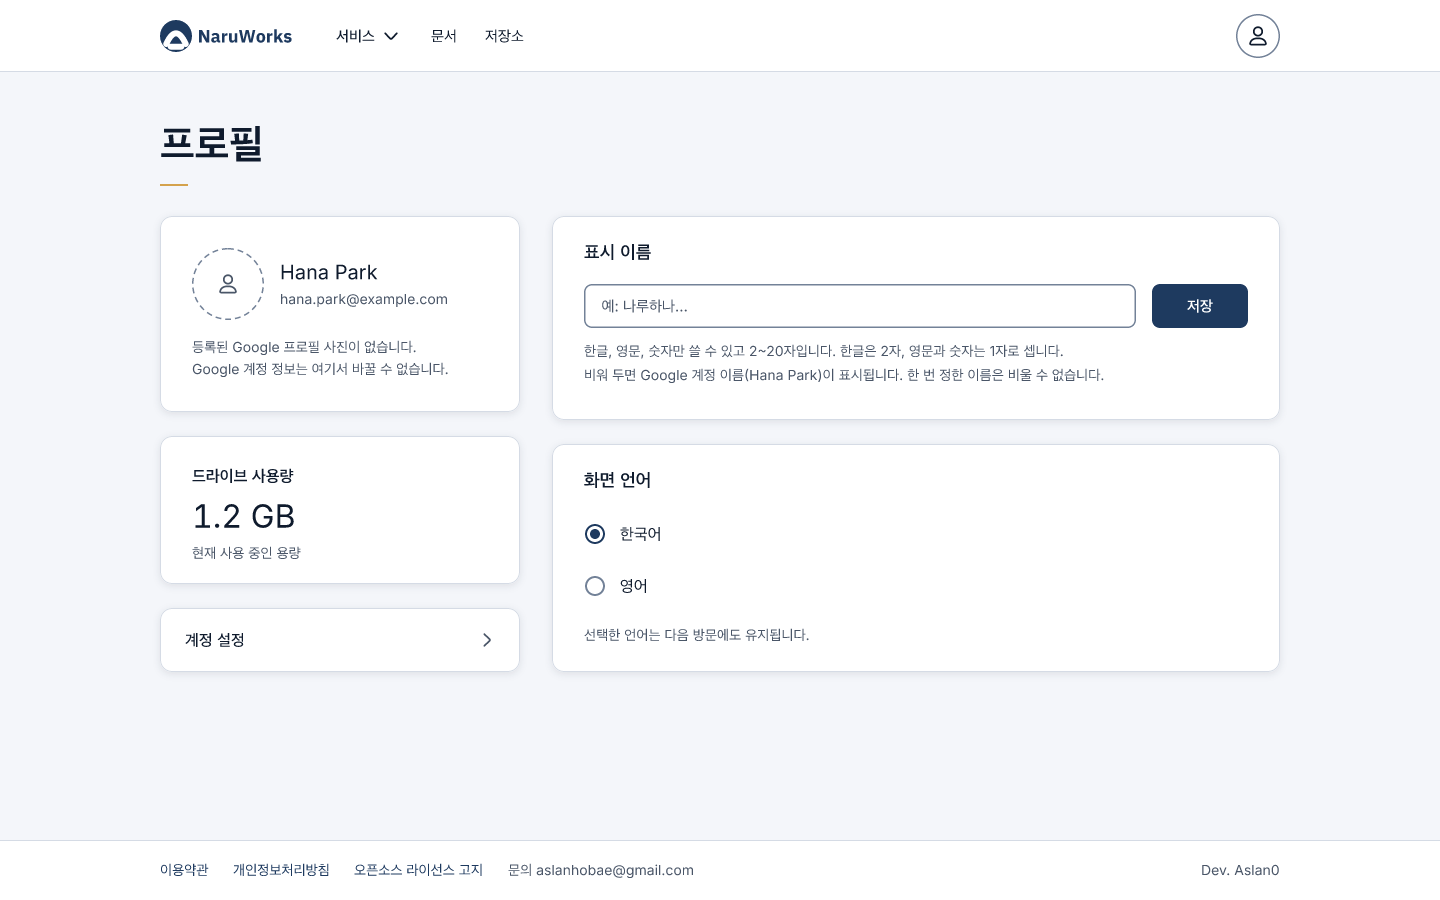 NaruWorks
서비스
문서
저장소
프로필
Hana Park
hana.park@example.com
등록된 Google 프로필 사진이 없습니다.
Google 계정 정보는 여기서 바꿀 수 없습니다.
드라이브 사용량
1.2 GB
현재 사용 중인 용량
계정 설정
표시 이름
예: 나루하나...
저장
한글, 영문, 숫자만 쓸 수 있고 2~20자입니다. 한글은 2자, 영문과 숫자는 1자로 셉니다.
비워 두면 Google 계정 이름(Hana Park)이 표시됩니다. 한 번 정한 이름은 비울 수 없습니다.
화면 언어
한국어
영어
선택한 언어는 다음 방문에도 유지됩니다.
이용약관
개인정보처리방침
오픈소스 라이선스 고지
문의 aslanhobae@gmail.com
Dev. Aslan0